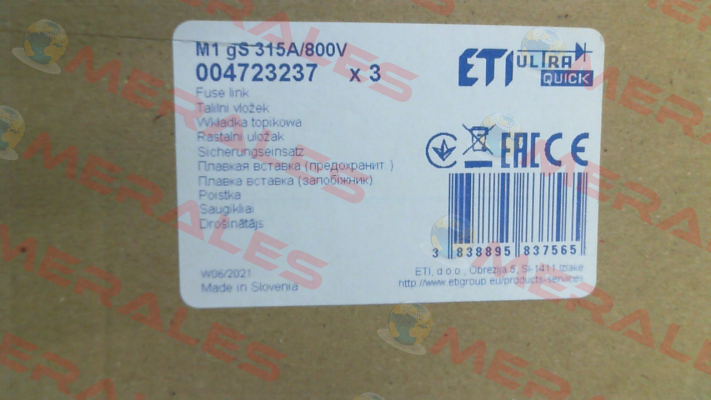 M1 gS 315A/800V
004723237 x 3
ETI ULTRA QUICK
Fuse link
Talilni vložek
Wkładka topikowa
Rastalni uložak
Sicherungseinsatz
Плавкая вставка (предохранит.)
Плавка вставка (запобіжник)
Poistka
Saugikliai
Drošinātājs
EAC CE
3 838895 837565
W06/2021
Made in Slovenia
ETI, d.o.o., Obrezija 5, SI-1411 Izlake
http://www.etigroup.eu/products-services
MERALES